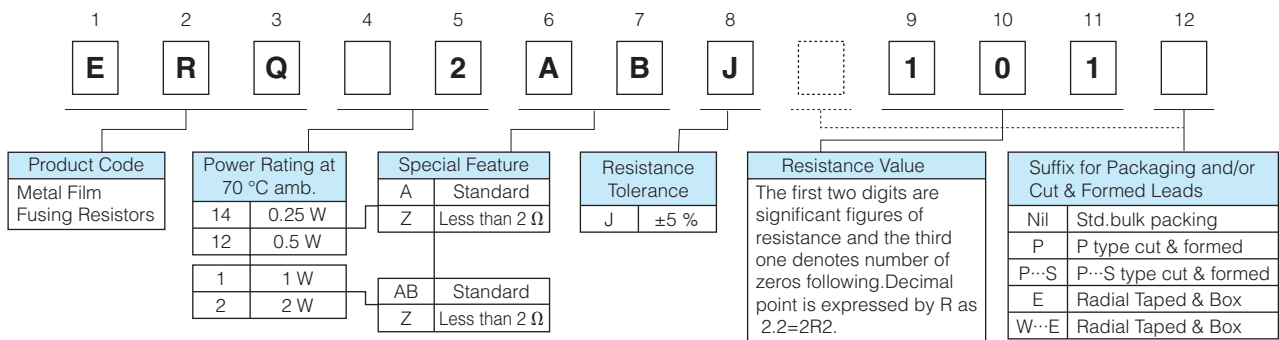 1 2 3 4 5 6 7 8 9 10 11 12
E R Q 2 A B J 1 0 1
Product Code
Metal Film
Fusing Resistors
Power Rating at
70 °C amb.
14 0.25 W
12 0.5 W
1 1 W
2 2 W
Special Feature
A Standard
Z Less than 2 Ω
AB Standard
Z Less than 2 Ω
Resistance
Tolerance
J ±5 %
Resistance Value
The first two digits are
significant figures of
resistance and the third
one denotes number of
zeros following.Decimal
point is expressed by R as
2.2=2R2.
Suffix for Packaging and/or
Cut & Formed Leads
Nil Std.bulk packing
P P type cut & formed
P···S P···S type cut & formed
E Radial Taped & Box
W···E Radial Taped & Box